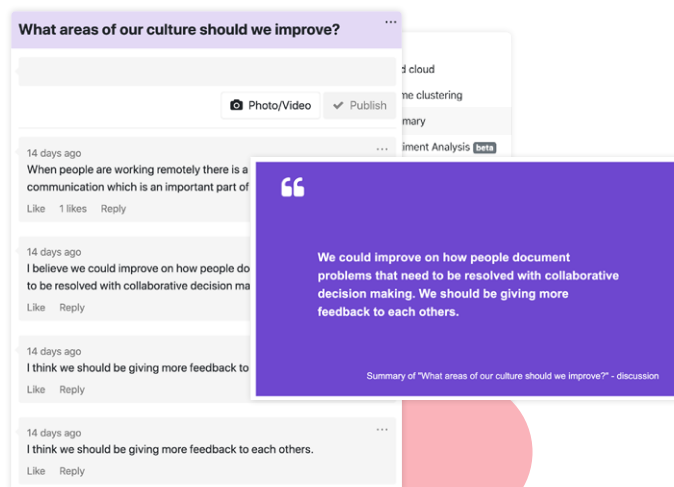 What areas of our culture should we improve?
Photo/Video
Publish
14 days ago
When people are working remotely there is a
communication which is an important part of
Like 1 likes Reply
14 days ago
I believe we could improve on how people do
to be resolved with collaborative decision ma
Like Reply
14 days ago
I think we should be giving more feedback to
Like Reply
14 days ago
I think we should be giving more feedback to each others.
Like Reply
d cloud
me clustering
mary
iment Analysis beta
“
We could improve on how people document
problems that need to be resolved with collaborative
decision making. We should be giving more
feedback to each others.
Summary of "What areas of our culture should we improve?" - discussion